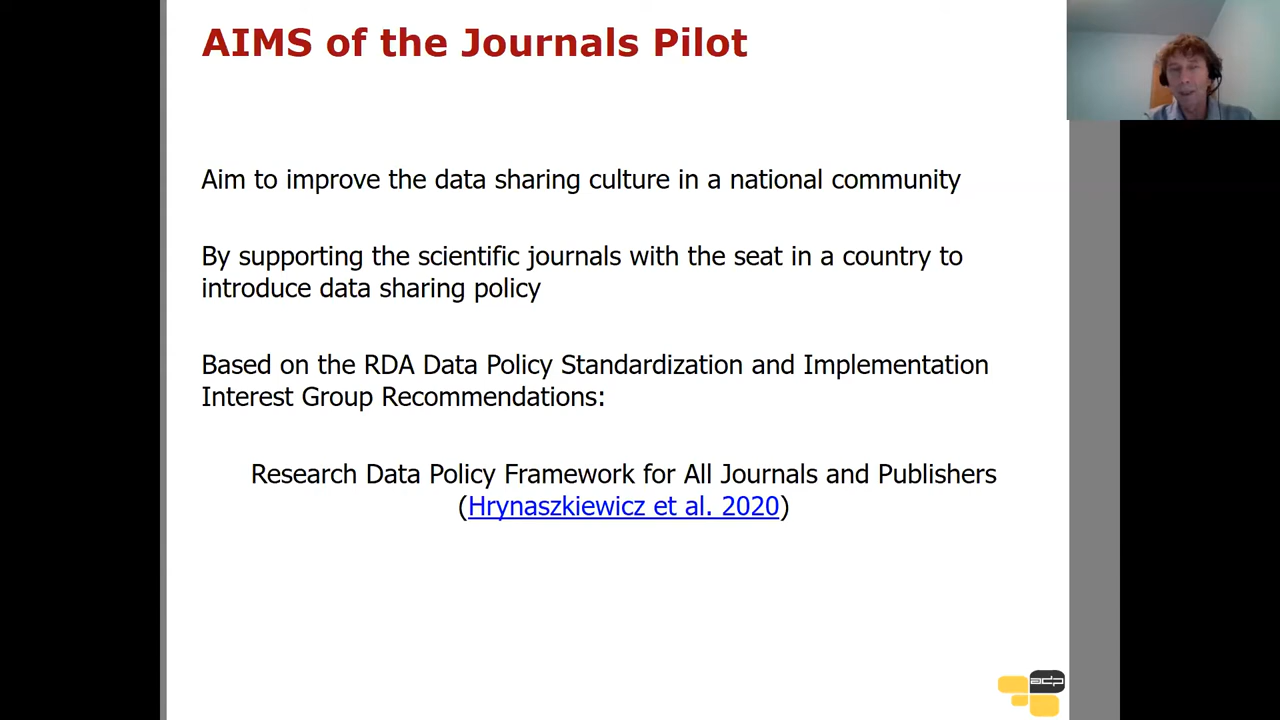 AIMS of the Journals Pilot
Aim to improve the data sharing culture in a national community
By supporting the scientific journals with the seat in a country to
introduce data sharing policy
Based on the RDA Data Policy Standardization and Implementation
Interest Group Recommendations:
Research Data Policy Framework for All Journals and Publishers
(Hrynaszkiewicz et al. 2020)
adp